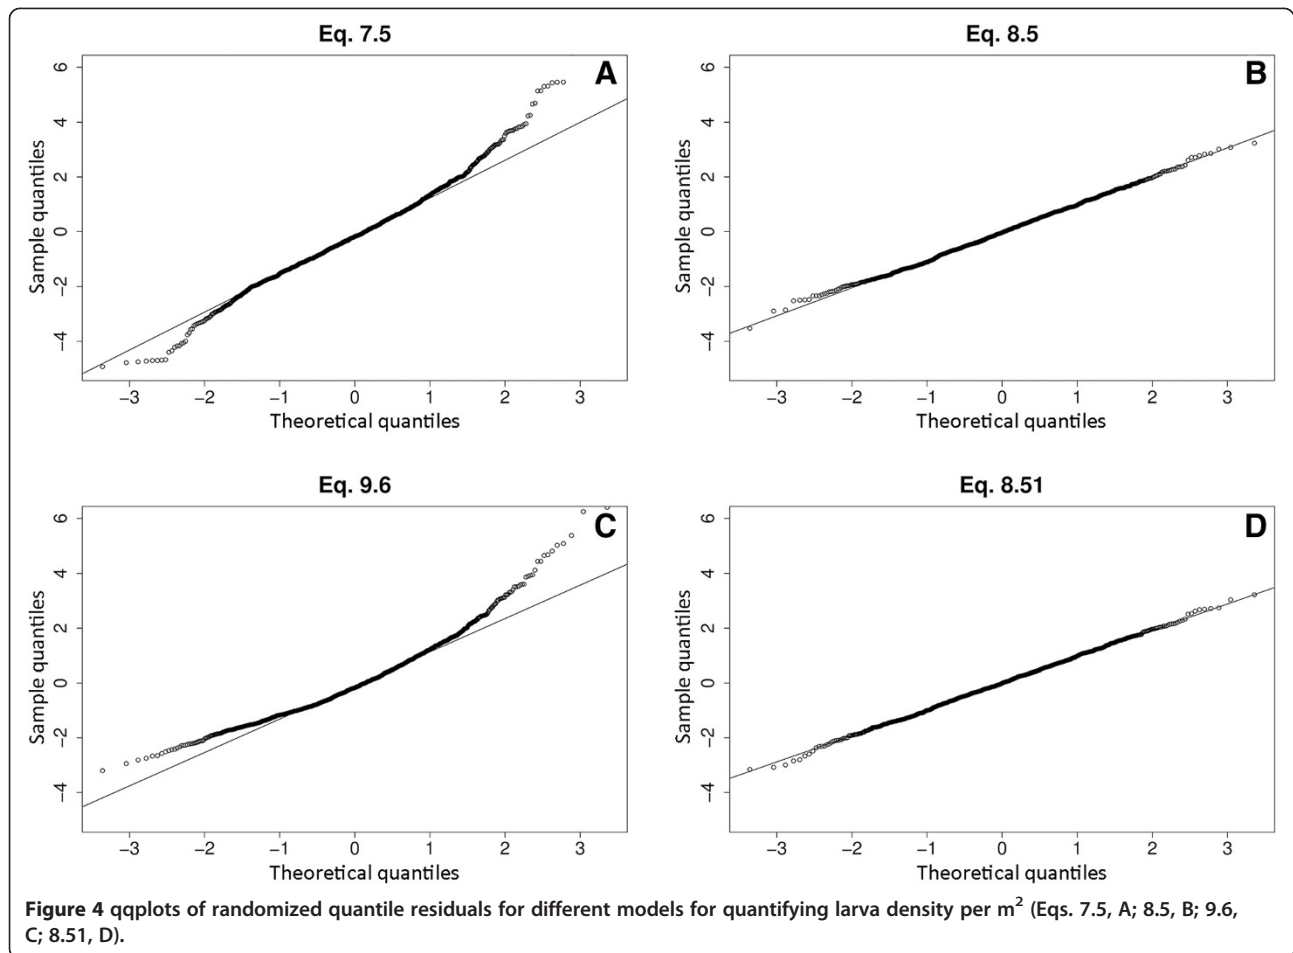 Eq. 7.5
A
6
4
2
0
−2
−4
Sample quantiles
−3 −2 −1 0 1 2 3
Theoretical quantiles
Eq. 8.5
B
6
4
2
0
−2
−4
Sample quantiles
−3 −2 −1 0 1 2 3
Theoretical quantiles
Eq. 9.6
C
6
4
2
0
−2
−4
Sample quantiles
−3 −2 −1 0 1 2 3
Theoretical quantiles
Eq. 8.51
D
6
4
2
0
−2
−4
Sample quantiles
−3 −2 −1 0 1 2 3
Theoretical quantiles
Figure 4 qqplots of randomized quantile residuals for different models for quantifying larva density per m² (Eqs. 7.5, A; 8.5, B; 9.6,
C; 8.51, D).